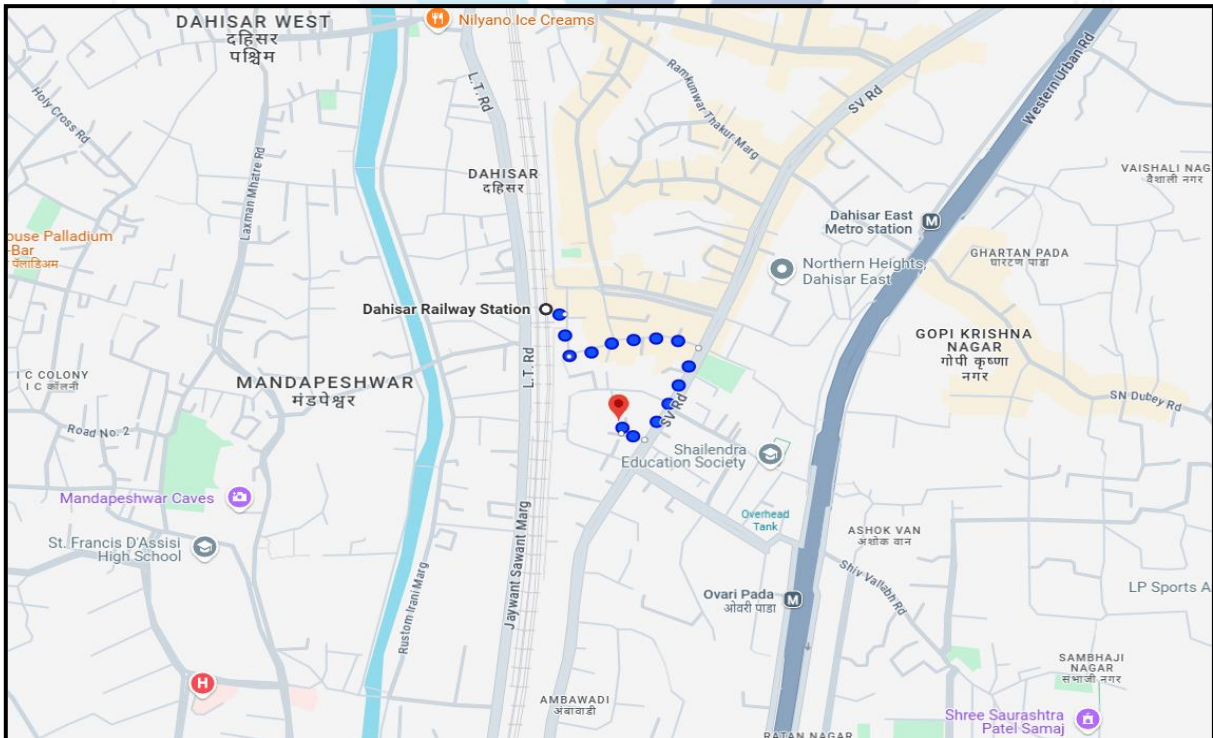 DAHISAR WEST
दहिसर
पश्चिम
Nilyano Ice Creams
L.T. Rd
Holy Cross Rd
Laxman Mhatre Rd
Ramkunwar Thakur Marg
SV Rd
Western Urban Rd
DAHISAR
दहिसर
VAISHALI NAG
वैशाली नगर
Dahisar East
Metro station
M
ouse Palladium
-Bar
पॅलाडिअम
GHARTAN PADA
घारटण पाडा
Northern Heights,
Dahisar East
Dahisar Railway Station
L.T. Rd
GOPI KRISHNA
NAGAR
गोपी कृष्णा
नगर
I C COLONY
I C कॉलनी
MANDAPESHWAR
मंडपेश्वर
SN Dubey Rd
Road No. 2
SV Rd
Shailendra
Education Society
Mandapeshwar Caves
Overhead
Tank
ASHOK VAN
अशोक वान
St. Francis D'Assisi
High School
Jaywant Sawant Marg
Rustom Irani Marg
Shiv Vallabh Rd
Ovari Pada
ओवरी पाडा
M
LP Sports A
H
SAMBHAJI
NAGAR
संभाजी नगर
AMBAWADI
अंबावाडी
Shree Saurashtra
Patel Samaj
RATAN NAGAR